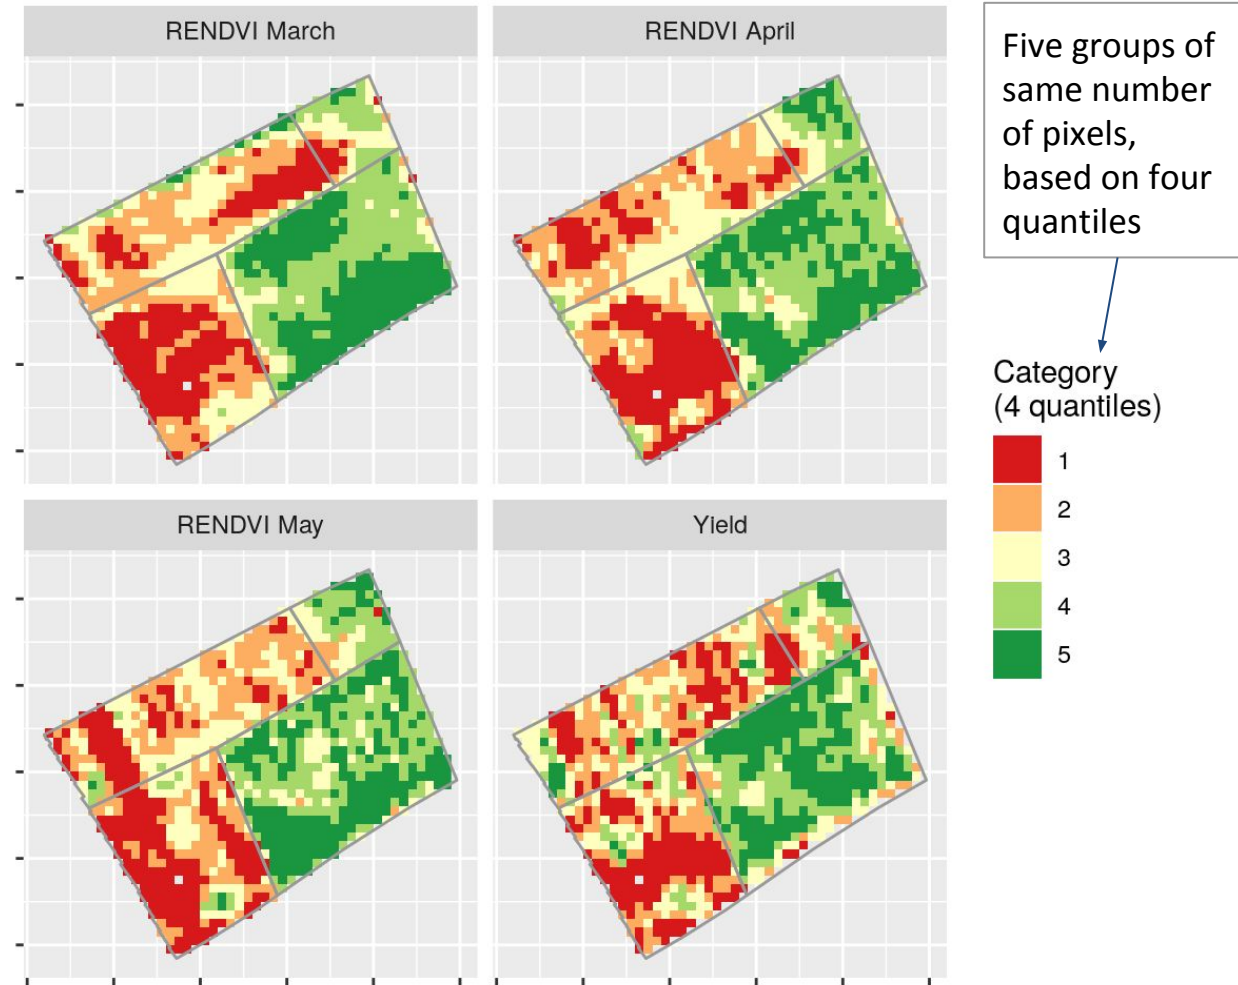 RENDVI March
RENDVI April
Five groups of
same number
of pixels,
based on four
quantiles
Category
(4 quantiles)
1
2
3
4
5
RENDVI May
Yield